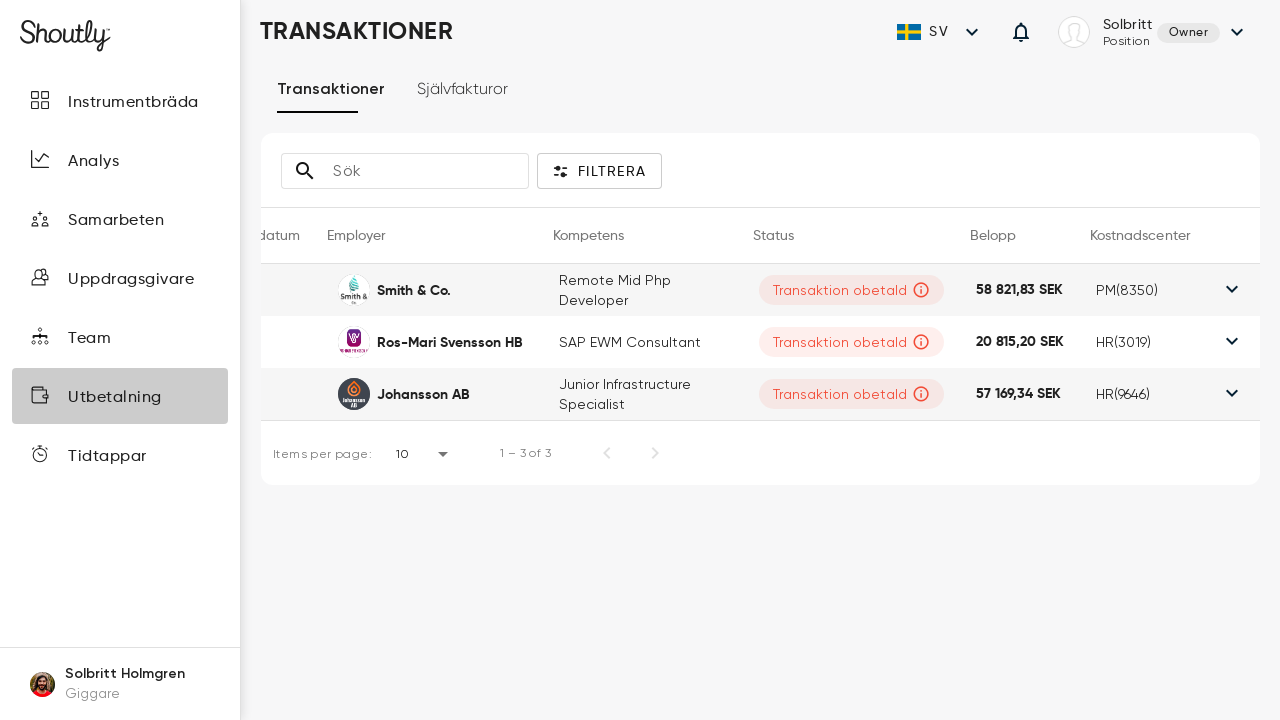 Shoutly
TRANSAKTIONER
SV
Solbritt
Position
Owner
Instrumentbräda
Analys
Samarbeten
Uppdragsgivare
Team
Utbetalning
Tidtappar
Solbritt Holmgren
Giggare
Transaktioner
Självfakturor
Sök
FILTRERA
datum
Employer
Kompetens
Status
Belopp
Kostnadscenter
Smith & Co.
Remote Mid Php
Developer
Transaktion obetald
58 821,83 SEK
PM(8350)
Ros-Mari Svensson HB
SAP EWM Consultant
Transaktion obetald
20 815,20 SEK
HR(3019)
Johansson AB
Junior Infrastructure
Specialist
Transaktion obetald
57 169,34 SEK
HR(9646)
Items per page:
10
1 – 3 of 3